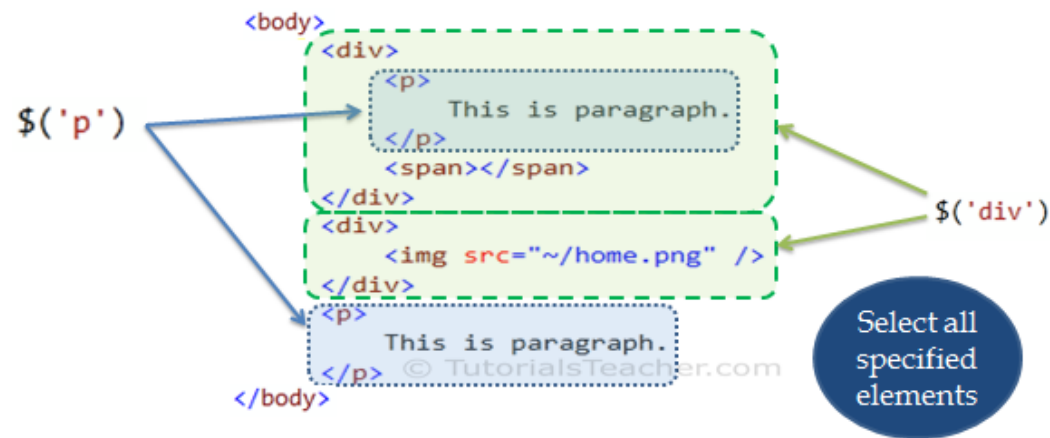 <body>
<div>
<p>
This is paragraph.
</p>
<span></span>
</div>
<div>
<img src="~/home.png" />
</div>
<p>
This is paragraph.
</p>
© TutorialsTeacher.com
</body>
$('p')
$('div')
Select all
specified
elements